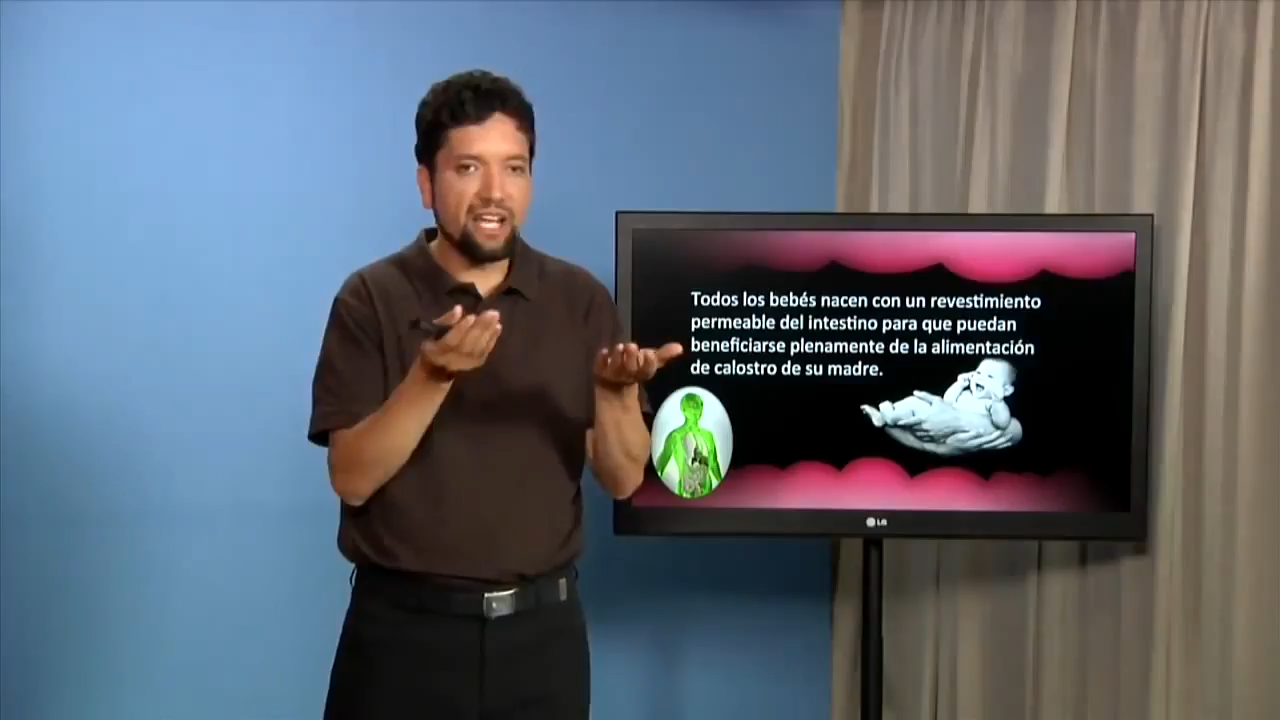 Todos los bebés nacen con un revestimiento
permeable del intestino para que puedan
beneficiarse plenamente de la alimentación
de calostro de su madre.
LG